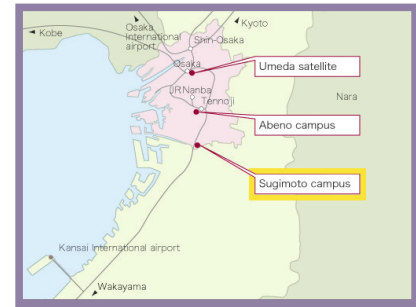 Kobe
Osaka
International
airport
Kyoto
Shin-Osaka
Osaka
Umeda satellite
JR Nanba
Tennoji
Nara
Abeno campus
Sugimoto campus
Kansai International airport
Wakayama